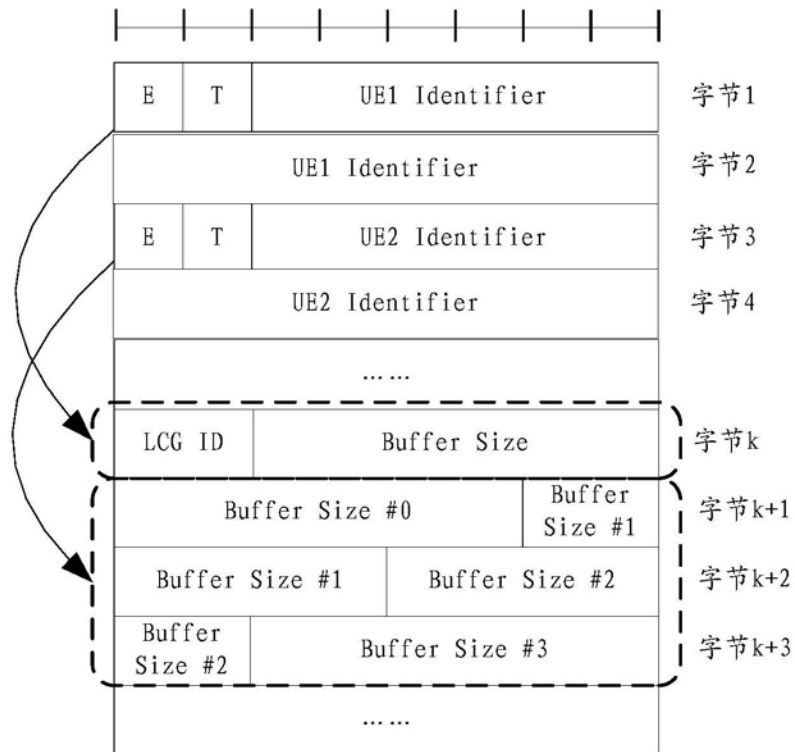 E T UE1 Identifier 字节1
UE1 Identifier 字节2
E T UE2 Identifier 字节3
UE2 Identifier 字节4
……
LCG ID Buffer Size 字节k
Buffer Size #0 Buffer Size #1 字节k+1
Buffer Size #1 Buffer Size #2 字节k+2
Buffer Size #2 Buffer Size #3 字节k+3
……